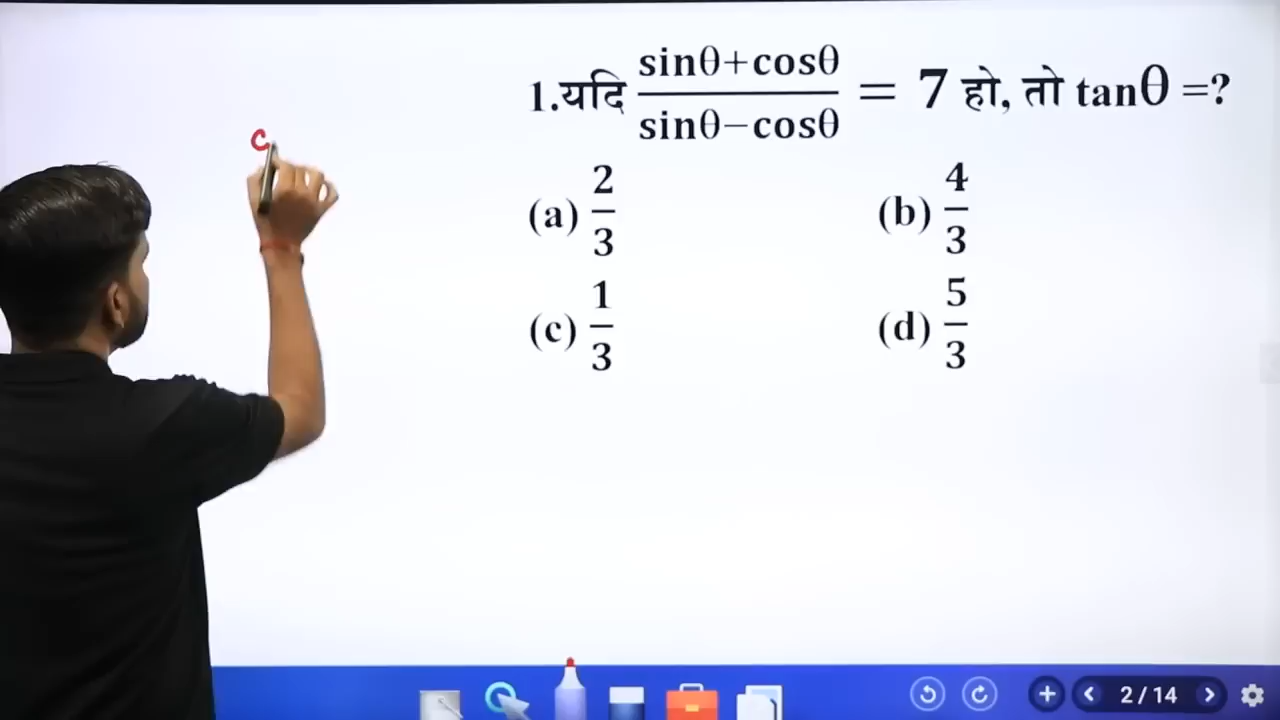 1.यदि (sinθ+cosθ)/(sinθ−cosθ) = 7 हो, तो tanθ =?
(a) 2/3 (b) 4/3
(c) 1/3 (d) 5/3
c
2 / 14